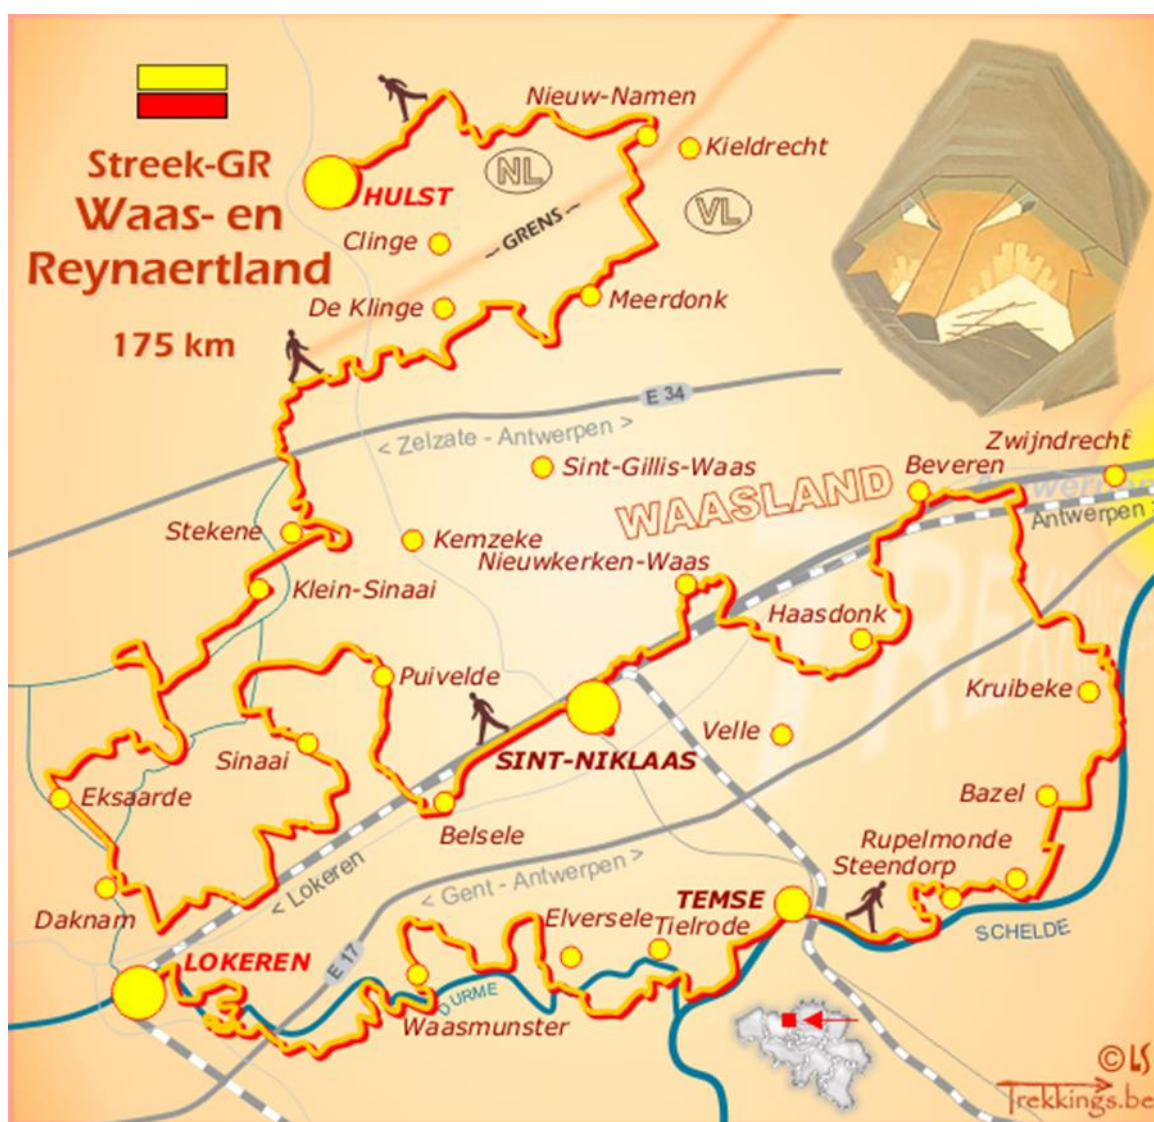 Nieuw-Namen
Kieldrecht
Streek-GR
Waas- en
Reynaertland
175 km
NL
HULST
VL
GRENS
Clinge
De Klinge
Meerdonk
E 34
< Zelzate - Antwerpen >
Zwijndrecht
Sint-Gillis-Waas
Beveren
WAASLAND
Antwerpen >
Stekene
Kemzeke
Nieuwkerken-Waas
Klein-Sinaai
Haasdonk
Puivelde
Kruibeke
Velle
Sinaai
SINT-NIKLAAS
Eksaarde
Bazel
Belsele
Rupelmonde
Steendorp
< Lokeren
< Gent - Antwerpen >
Daknam
TEMSE
Elversele
Tielrode
SCHELDE
LOKEREN
E 17
DURME
Waasmunster
© LS
Trekkings.be